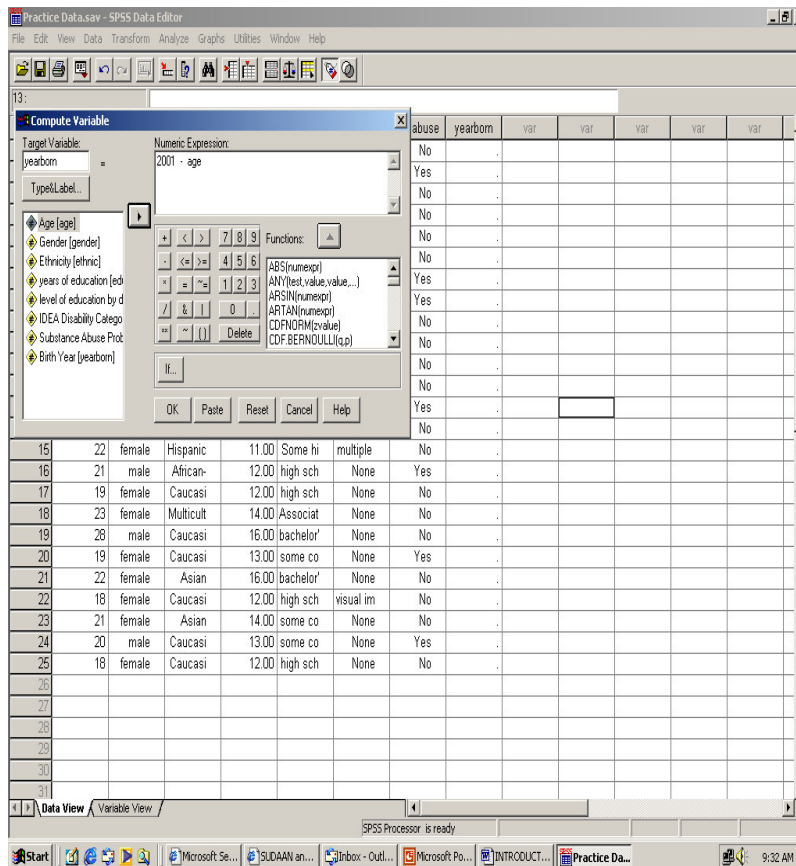 Practice Data.sav - SPSS Data Editor
File Edit View Data Transform Analyze Graphs Utilities Window Help
13:
Compute Variable
Target Variable:
Numeric Expression:
yearborn = 2001 - age
Type&Label...
Age [age]
Gender [gender]
Ethnicity [ethnic]
years of education [edu
level of education by d
IDEA Disability Catego
Substance Abuse Prob
Birth Year [yearborn]
+ < > 7 8 9 Functions:
- <= >= 4 5 6
* = ~= 1 2 3
/ & | 0 .
** ~ () Delete
ABS(numexpr)
ANY(test,value,value,...)
ARSIN(numexpr)
ARTAN(numexpr)
CDFNORM(zvalue)
CDF.BERNOULLI(q,p)
If...
OK Paste Reset Cancel Help
abuse yearborn var var var var
No .
Yes .
No .
No .
No .
No .
Yes .
Yes .
No .
No .
No .
No .
Yes .
No .
15 22 female Hispanic 11.00 Some hi multiple No .
16 21 male African- 12.00 high sch None Yes .
17 19 female Caucasi 12.00 high sch None No .
18 23 female Multicult 14.00 Associat None No .
19 28 male Caucasi 16.00 bachelor' None No .
20 19 female Caucasi 13.00 some co None Yes .
21 22 female Asian 16.00 bachelor' None No .
22 18 female Caucasi 12.00 high sch visual im No .
23 21 female Asian 14.00 some co None No .
24 20 male Caucasi 13.00 some co None Yes .
25 18 female Caucasi 12.00 high sch None No .
26
27
28
29
30
31
Data View Variable View
SPSS Processor is ready
Start Microsoft Se... SUDAAN an... Inbox - Outl... Microsoft Po... INTRODUCT... Practice Da... 9:32 AM